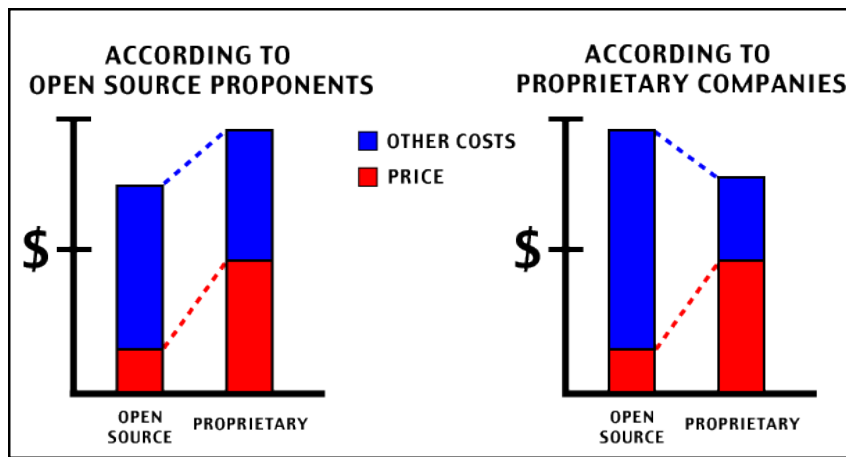 ACCORDING TO
OPEN SOURCE PROPONENTS
ACCORDING TO
PROPRIETARY COMPANIES
OTHER COSTS
PRICE
$
$
OPEN
SOURCE
PROPRIETARY
OPEN
SOURCE
PROPRIETARY